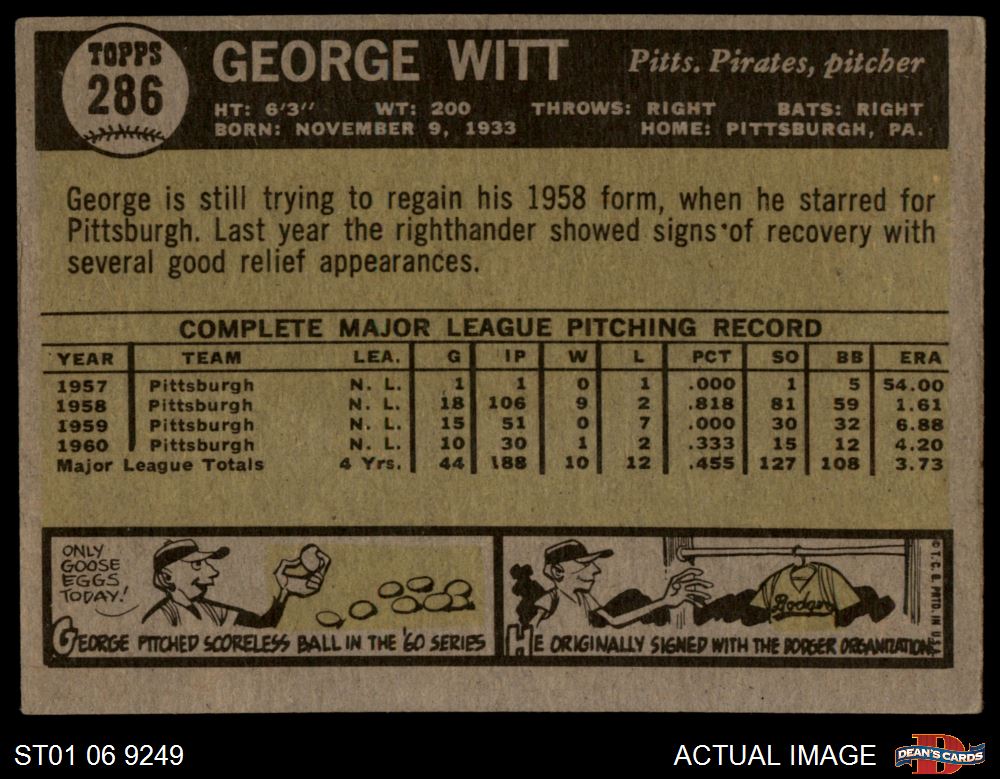 TOPPS
286
GEORGE WITT
Pitts. Pirates, pitcher
HT: 6'3" WT: 200 THROWS: RIGHT BATS: RIGHT
BORN: NOVEMBER 9, 1933 HOME: PITTSBURGH, PA.
George is still trying to regain his 1958 form, when he starred for
Pittsburgh. Last year the righthander showed signs of recovery with
several good relief appearances.
COMPLETE MAJOR LEAGUE PITCHING RECORD
YEAR TEAM LEA. G IP W L PCT SO BB ERA
1957 Pittsburgh N. L. 1 1 0 1 .000 1 5 54.00
1958 Pittsburgh N. L. 18 106 9 2 .818 81 59 1.61
1959 Pittsburgh N. L. 15 51 0 7 .000 30 32 6.88
1960 Pittsburgh N. L. 10 30 1 2 .333 15 12 4.20
Major League Totals 4 Yrs. 44 188 10 12 .455 127 108 3.73
ONLY
GOOSE
EGGS
TODAY!
GEORGE PITCHED SCORELESS BALL IN THE '60 SERIES
Dodgers
HE ORIGINALLY SIGNED WITH THE DODGER ORGANIZATION.
© T. C. G. PRTD. IN U.S.A.
ST01 06 9249
ACTUAL IMAGE
DEAN'S CARDS